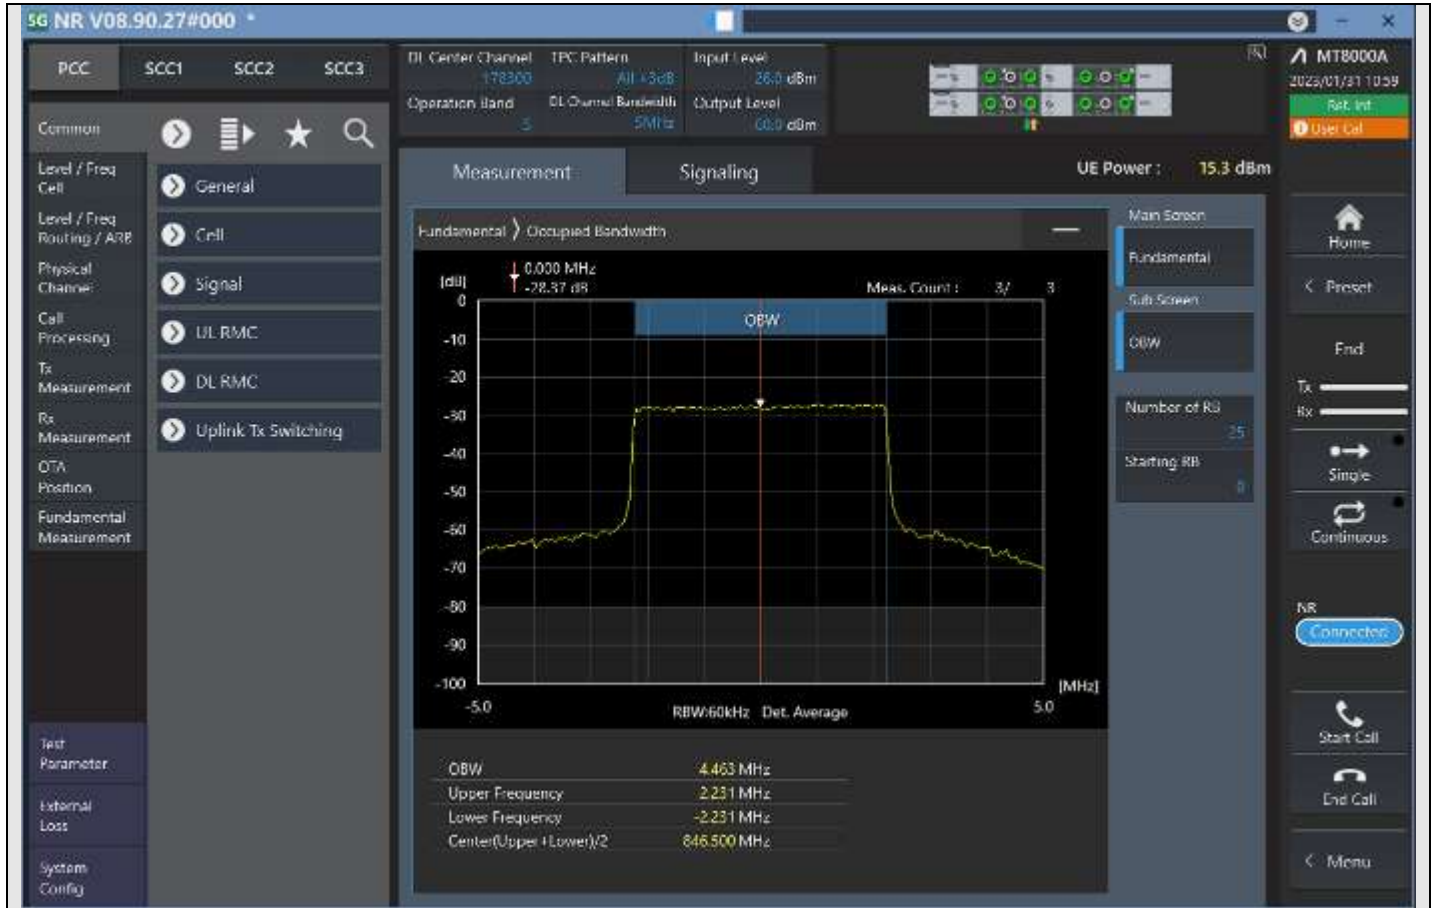 SG NR V08.90.27#000 *
PCC SCC1 SCC2 SCC3
Common
Level / Freq
Cell
Level / Freq
Routing / ARB
Physical
Channel
Call
Processing
Tx
Measurement
Rx
Measurement
OTA
Position
Fundamental
Measurement
Test
Parameter
External
Loss
System
Config
General
Cell
Signal
UL RMC
DL RMC
Uplink Tx Switching
DL Center Channel TPC Pattern Input Level
178300 All +3dB 26.0 dBm
Operation Band DL Channel Bandwidth Output Level
5 5MHz dBm
Measurement Signaling
UE Power : 15.3 dBm
Fundamental > Occupied Bandwidth
0.000 MHz
[dB] -28.37 dB Meas. Count : 3/ 3
OBW
0
-10
-20
-30
-40
-50
-60
-70
-80
-90
-100
[MHz]
-5.0 RBW:60kHz Det. Average 5.0
OBW 4.463 MHz
Upper Frequency 2.231 MHz
Lower Frequency -2.231 MHz
Center(Upper+Lower)/2 846.500 MHz
Main Screen
Fundamental
Sub Screen
OBW
Number of RB
25
Starting RB
0
MT8000A
2023/01/31 10:59
Ref. Int
User Cal
Home
< Preset
End
Tx
Rx
Single
Continuous
NR
Connected
Start Call
End Call
< Menu